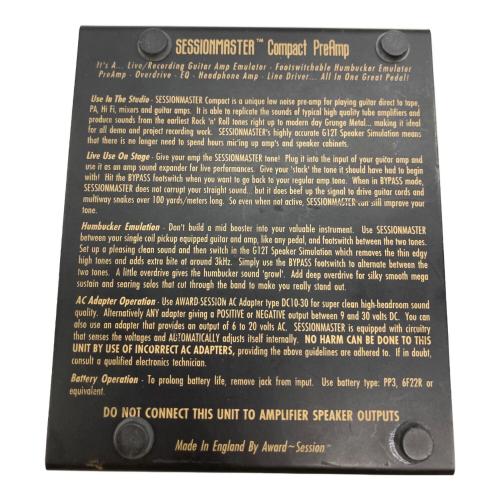 SESSIONMASTER™ Compact PreAmp
It's A... Live/Recording Guitar Amp Emulator - Footswitchable Humbucker Emulator
PreAmp - Overdrive - EQ - Headphone Amp - Line Driver... All In One Great Pedal!
Use In The Studio - SESSIONMASTER Compact is a unique low noise pre-amp for playing guitar direct to tape,
PA, Hi Fi, mixers and guitar amps. It is able to replicate the sounds of typical high quality tube amplifiers and
produce sounds from the earliest Rock 'n' Roll tones right up to modern day Grunge Metal... making it ideal
for all demo and project recording work. SESSIONMASTER's highly accurate G12T Speaker Simulation means
that there is no longer need to spend hours mic'ing up amp's and speaker cabinets.
Live Use On Stage - Give your amp the SESSIONMASTER tone! Plug it into the input of your guitar amp and
use it as an amp sound expander for live performances. Give your 'stack' the tone it should have had to begin
with! Hit the BYPASS footswitch when you want to go back to your regular amp tone. When in BYPASS mode,
SESSIONMASTER does not corrupt your straight sound... but it does beef up the signal to drive guitar cords and
multiway snakes over 100 yards/meters long. So even when not active, SESSIONMASTER can still improve your
tone.
Humbucker Emulation - Don't build a mid booster into your valuable instrument. Use SESSIONMASTER
between your single coil pickup equipped guitar and amp, like any pedal, and footswitch between the two tones.
Set up a pleasing clean sound and then switch in the G12T Speaker Simulation which removes the thin edgy
high tones and adds extra bite at around 3kHz. Simply use the BYPASS footswitch to alternate between the
two tones. A little overdrive gives the humbucker sound 'growl'. Add deep overdrive for silky smooth mega
sustain and searing solos that cut through the band to make you really stand out.
AC Adapter Operation - Use AWARD-SESSION AC Adapter type DC10-30 for super clean high-headroom sound
quality. Alternatively ANY adapter giving a POSITIVE or NEGATIVE output between 9 and 30 volts DC. You can
also use an adapter that provides an output of 6 to 20 volts AC. SESSIONMASTER is equipped with circuitry
that senses the voltages and AUTOMATICALLY adjusts itself internally. NO HARM CAN BE DONE TO THIS
UNIT BY USE OF INCORRECT AC ADAPTERS, providing the above guidelines are adhered to. If in doubt,
consult a qualified electronics technician.
Battery Operation - To prolong battery life, remove jack from input. Use battery type: PP3, 6F22R or
equivalent.
DO NOT CONNECT THIS UNIT TO AMPLIFIER SPEAKER OUTPUTS
Made In England By Award~Session™